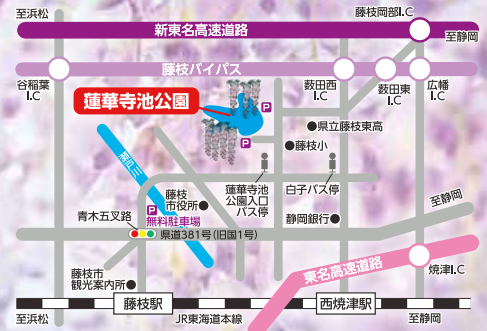 至浜松
藤枝岡部I.C
新東名高速道路
至静岡
藤枝バイパス
谷稲葉
I.C
薮田西
I.C
薮田東
I.C
広幡
I.C
蓮華寺池公園
P
P
県立藤枝東高
藤枝小
瀬戸川
蓮華寺池
公園入口
バス停
白子バス停
藤枝
市役所
静岡銀行
至静岡
青木五叉路
P
無料駐車場
県道381号(旧国1号)
東名高速道路
焼津I.C
藤枝市
観光案内所
藤枝駅
西焼津駅
至浜松
JR東海道本線
至静岡